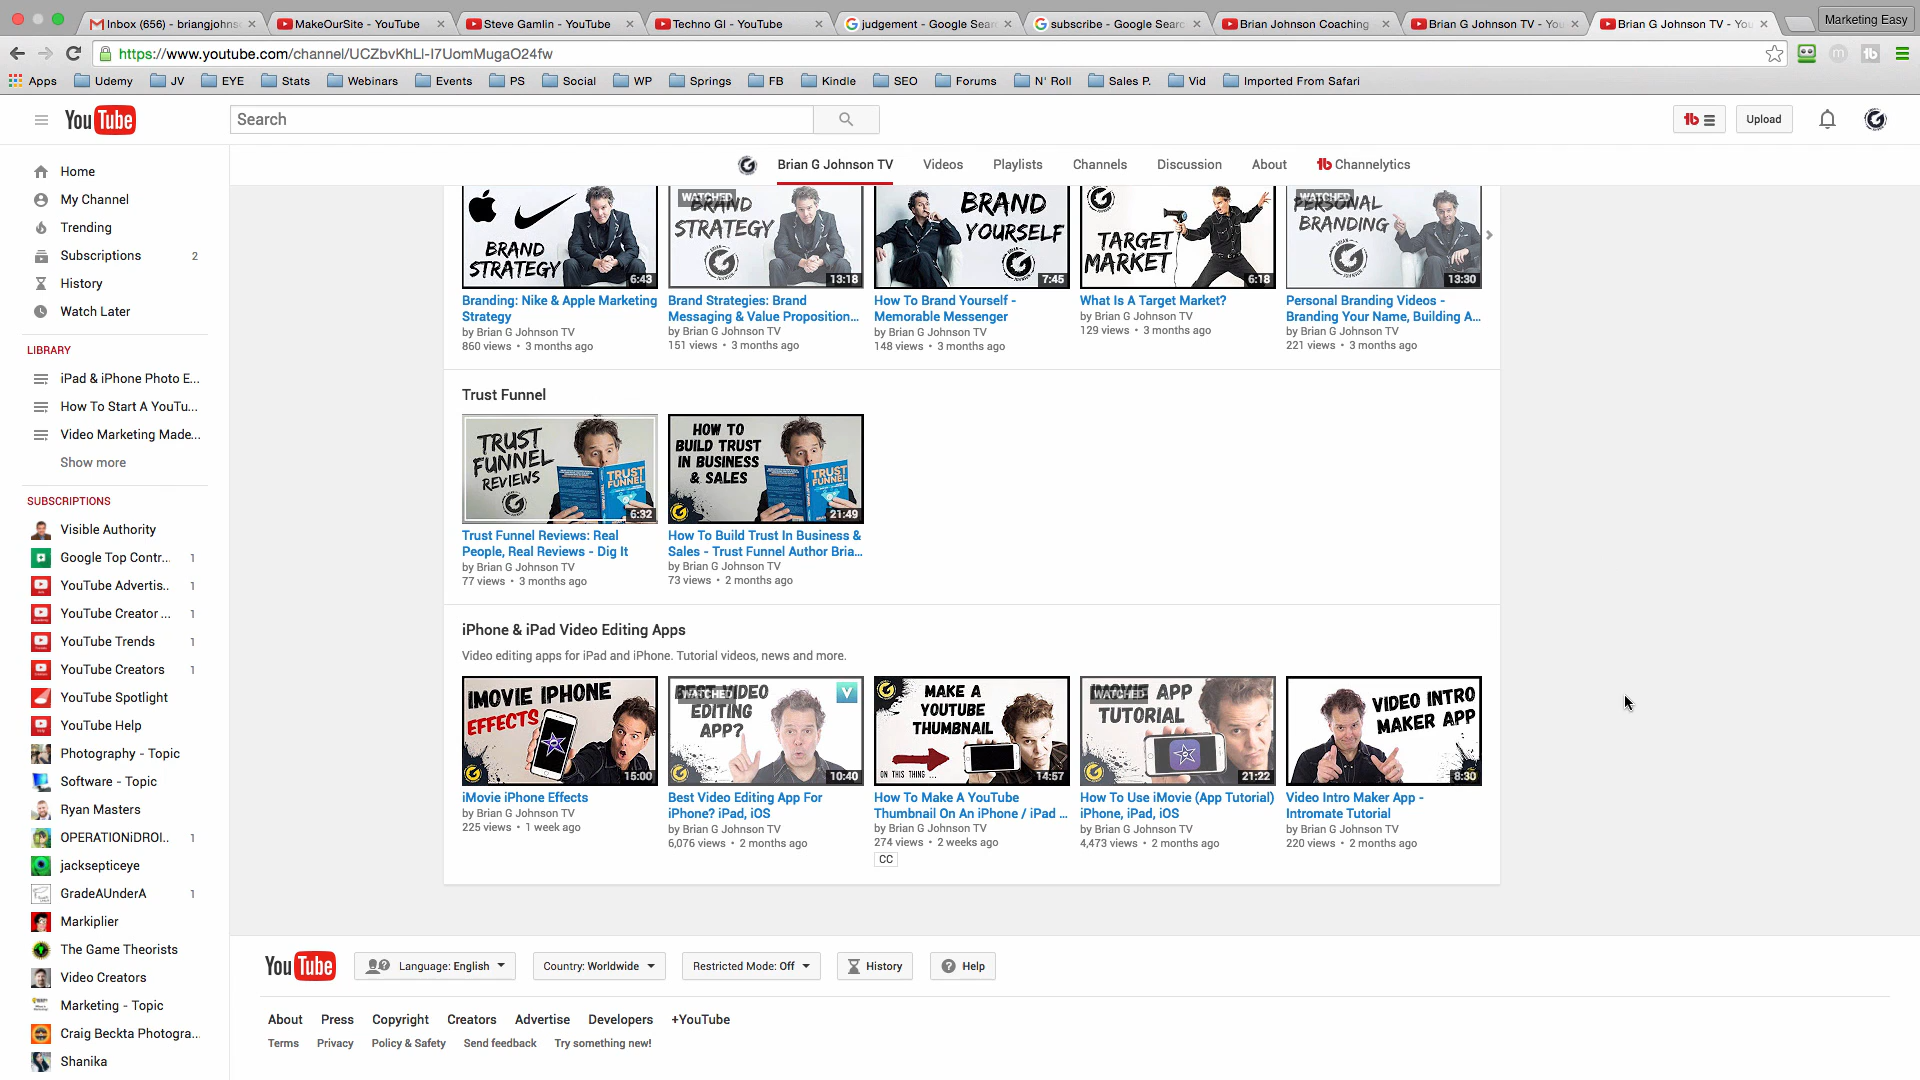 Inbox (656) - briangjohns
MakeOurSite - YouTube
Steve Gamlin - YouTube
Techno GI - YouTube
judgement - Google Sear
subscribe - Google Searc
Brian Johnson Coaching
Brian G Johnson TV - You
Brian G Johnson TV - You
Marketing Easy
https://www.youtube.com/channel/UCZbvKhLl-I7UomMugaO24fw
Apps Udemy JV EYE Stats Webinars Events PS Social WP Springs FB Kindle SEO Forums N' Roll Sales P. Vid Imported From Safari
YouTube
Search
Upload
Brian G Johnson TV Videos Playlists Channels Discussion About Channelytics
Home
My Channel
Trending
Subscriptions 2
History
Watch Later
LIBRARY
iPad & iPhone Photo E...
How To Start A YouTu...
Video Marketing Made...
Show more
SUBSCRIPTIONS
Visible Authority
Google Top Contr... 1
YouTube Advertis.. 1
YouTube Creator ... 1
YouTube Trends 1
YouTube Creators 1
YouTube Spotlight
YouTube Help
Photography - Topic
Software - Topic
Ryan Masters
OPERATIONiDROI.. 1
jacksepticeye
GradeAUnderA 1
Markiplier
The Game Theorists
Video Creators
Marketing - Topic
Craig Beckta Photogra...
Shanika
BRAND
STRATEGY
6:43
Branding: Nike & Apple Marketing
Strategy
by Brian G Johnson TV
860 views • 3 months ago
WATCHED
BRAND
STRATEGY
13:18
Brand Strategies: Brand
Messaging & Value Proposition...
by Brian G Johnson TV
151 views • 3 months ago
BRAND
YOURSELF
7:45
How To Brand Yourself -
Memorable Messenger
by Brian G Johnson TV
148 views • 3 months ago
TARGET
MARKET
6:18
What Is A Target Market?
by Brian G Johnson TV
129 views • 3 months ago
WATCHED
PERSONAL
BRANDING
13:30
Personal Branding Videos -
Branding Your Name, Building A...
by Brian G Johnson TV
221 views • 3 months ago
Trust Funnel
TRUST
FUNNEL
REVIEWS
TRUST
FUNNEL
6:32
Trust Funnel Reviews: Real
People, Real Reviews - Dig It
by Brian G Johnson TV
77 views • 3 months ago
HOW TO
BUILD TRUST
IN BUSINESS
& SALES
TRUST
FUNNEL
21:49
How To Build Trust In Business &
Sales - Trust Funnel Author Bria...
by Brian G Johnson TV
73 views • 2 months ago
iPhone & iPad Video Editing Apps
Video editing apps for iPad and iPhone. Tutorial videos, news and more.
IMOVIE IPHONE
EFFECTS
15:00
iMovie iPhone Effects
by Brian G Johnson TV
225 views • 1 week ago
WATCHED
BEST VIDEO
EDITING
APP?
V
10:40
Best Video Editing App For
iPhone? iPad, iOS
by Brian G Johnson TV
6,076 views • 2 months ago
MAKE A
YOUTUBE
THUMBNAIL
ON THIS THING ...
14:57
How To Make A YouTube
Thumbnail On An iPhone / iPad ...
by Brian G Johnson TV
274 views • 2 weeks ago
CC
WATCHED
IMOVIE APP
TUTORIAL
21:22
How To Use iMovie (App Tutorial)
iPhone, iPad, iOS
by Brian G Johnson TV
4,473 views • 2 months ago
VIDEO INTRO
MAKER APP
8:30
Video Intro Maker App -
Intromate Tutorial
by Brian G Johnson TV
220 views • 2 months ago
YouTube
Language: English
Country: Worldwide
Restricted Mode: Off
History
Help
About Press Copyright Creators Advertise Developers +YouTube
Terms Privacy Policy & Safety Send feedback Try something new!